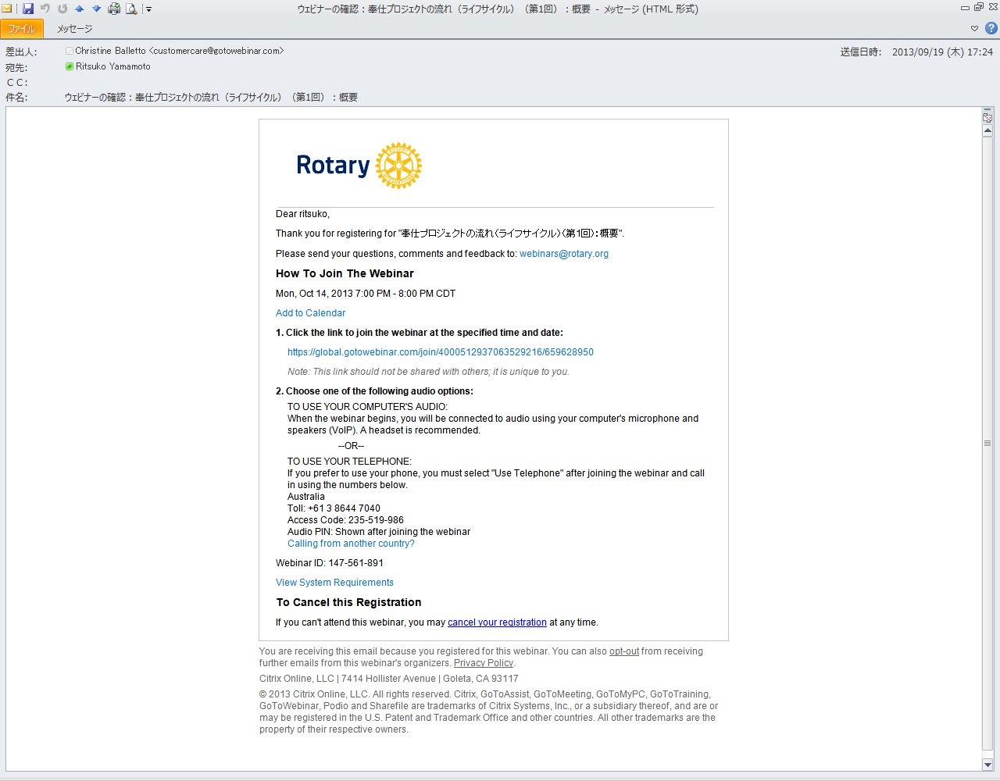 ウェビナーの確認：奉仕プロジェクトの流れ（ライフサイクル）（第1回）：概要 - メッセージ (HTML 形式)
ファイル
メッセージ
差出人: Christine Balletto <customercare@gotowebinar.com>
送信日時: 2013/09/19 (木) 17:24
宛先: Ritsuko Yamamoto
ＣＣ:
件名: ウェビナーの確認：奉仕プロジェクトの流れ（ライフサイクル）（第1回）：概要
Rotary
ROTARY INTERNATIONAL
Dear ritsuko,
Thank you for registering for "奉仕プロジェクトの流れ（ライフサイクル）（第1回）：概要".
Please send your questions, comments and feedback to: webinars@rotary.org
How To Join The Webinar
Mon, Oct 14, 2013 7:00 PM - 8:00 PM CDT
Add to Calendar
1. Click the link to join the webinar at the specified time and date:
https://global.gotowebinar.com/join/4000512937063529216/659628950
Note: This link should not be shared with others; it is unique to you.
2. Choose one of the following audio options:
TO USE YOUR COMPUTER'S AUDIO:
When the webinar begins, you will be connected to audio using your computer's microphone and
speakers (VoIP). A headset is recommended.
--OR--
TO USE YOUR TELEPHONE:
If you prefer to use your phone, you must select "Use Telephone" after joining the webinar and call
in using the numbers below.
Australia
Toll: +61 3 8644 7040
Access Code: 235-519-986
Audio PIN: Shown after joining the webinar
Calling from another country?
Webinar ID: 147-561-891
View System Requirements
To Cancel this Registration
If you can't attend this webinar, you may cancel your registration at any time.
You are receiving this email because you registered for this webinar. You can also opt-out from receiving
further emails from this webinar's organizers. Privacy Policy.
Citrix Online, LLC | 7414 Hollister Avenue | Goleta, CA 93117
© 2013 Citrix Online, LLC. All rights reserved. Citrix, GoToAssist, GoToMeeting, GoToMyPC, GoToTraining,
GoToWebinar, Podio and Sharefile are trademarks of Citrix Systems, Inc., or a subsidiary thereof, and are or
may be registered in the U.S. Patent and Trademark Office and other countries. All other trademarks are the
property of their respective owners.